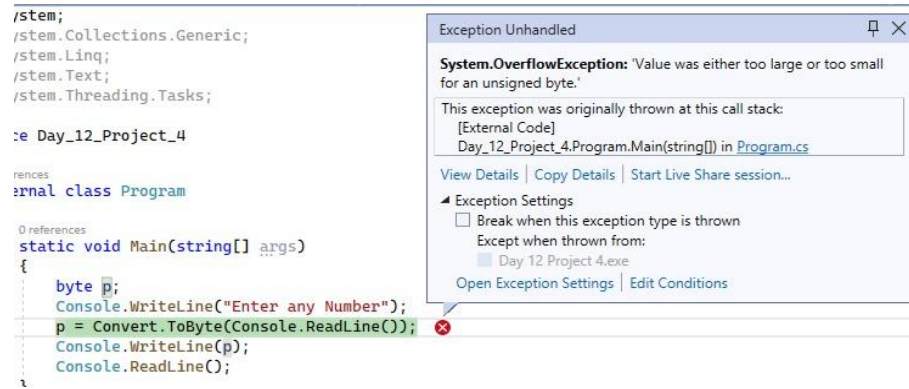 ystem;
ystem.Collections.Generic;
ystem.Linq;
ystem.Text;
ystem.Threading.Tasks;
ce Day_12_Project_4
rences
ernal class Program
0 references
static void Main(string[] args)
{
byte p;
Console.WriteLine("Enter any Number");
p = Convert.ToByte(Console.ReadLine());
Console.WriteLine(p);
Console.ReadLine();
}
Exception Unhandled
System.OverflowException: 'Value was either too large or too small
for an unsigned byte.'
This exception was originally thrown at this call stack:
[External Code]
Day_12_Project_4.Program.Main(string[]) in Program.cs
View Details | Copy Details | Start Live Share session...
Exception Settings
Break when this exception type is thrown
Except when thrown from:
Day 12 Project 4.exe
Open Exception Settings | Edit Conditions